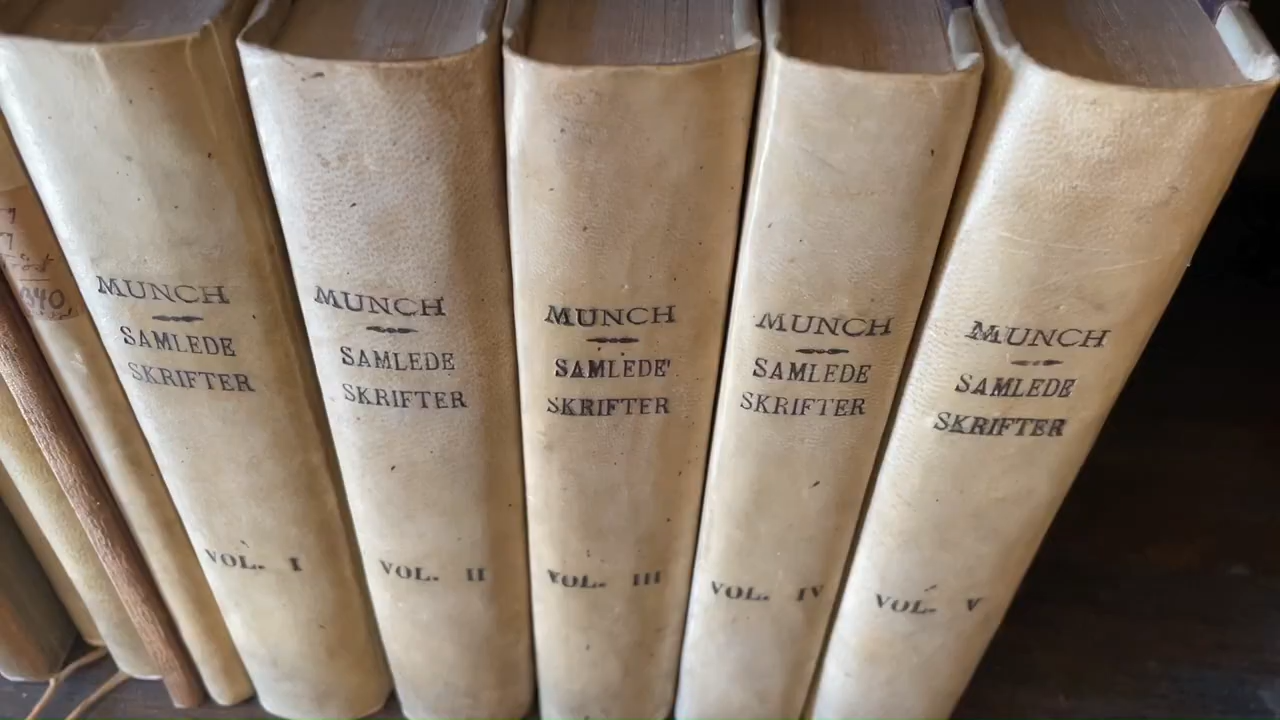 MUNCH
SAMLEDE
SKRIFTER
VOL. I
MUNCH
SAMLEDE
SKRIFTER
VOL. II
MUNCH
SAMLEDE
SKRIFTER
VOL. III
MUNCH
SAMLEDE
SKRIFTER
VOL. IV
MUNCH
SAMLEDE
SKRIFTER
VOL. V